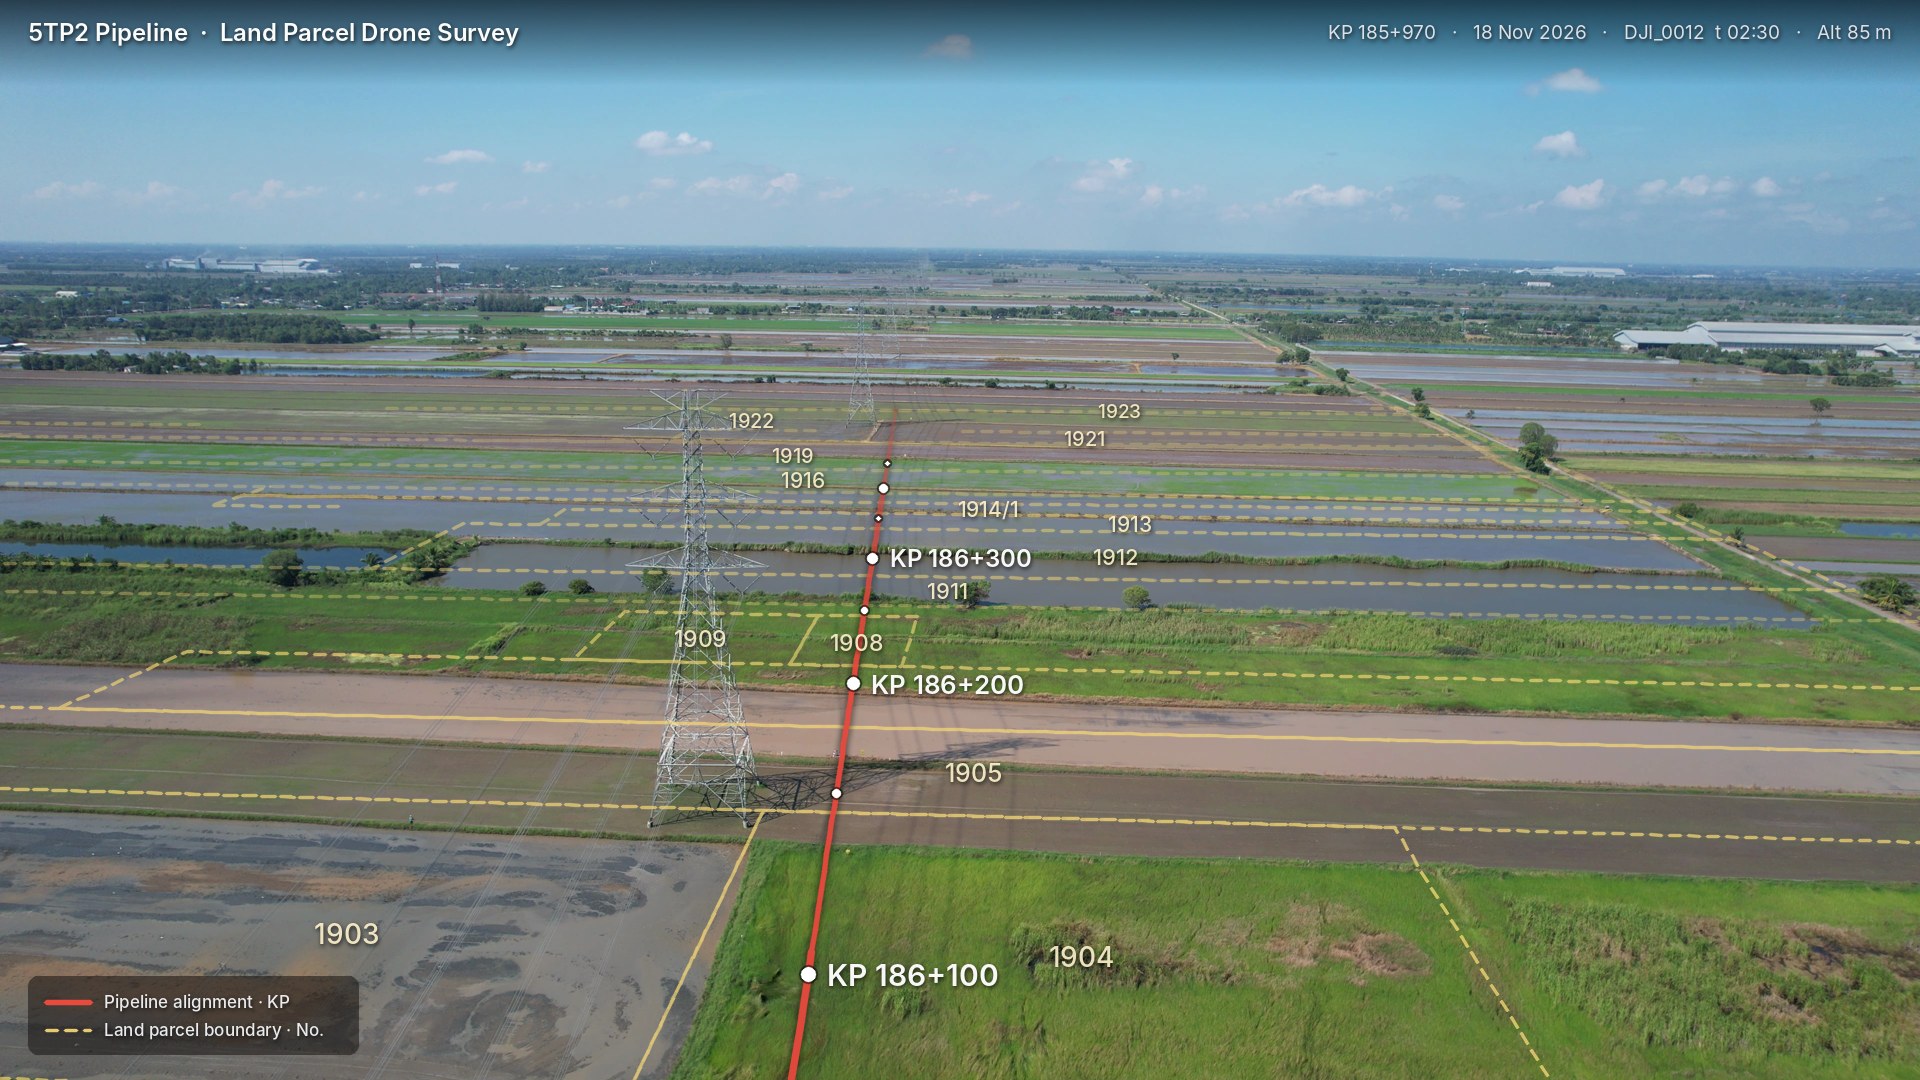 5TP2 Pipeline · Land Parcel Drone Survey
KP 185+970 · 18 Nov 2026 · DJI_0012 t 02:30 · Alt 85 m
1923
1922
1921
1919
1916
1914/1
1913
KP 186+300
1912
1911
1909
1908
KP 186+200
1905
1903
1904
KP 186+100
Pipeline alignment · KP
Land parcel boundary · No.